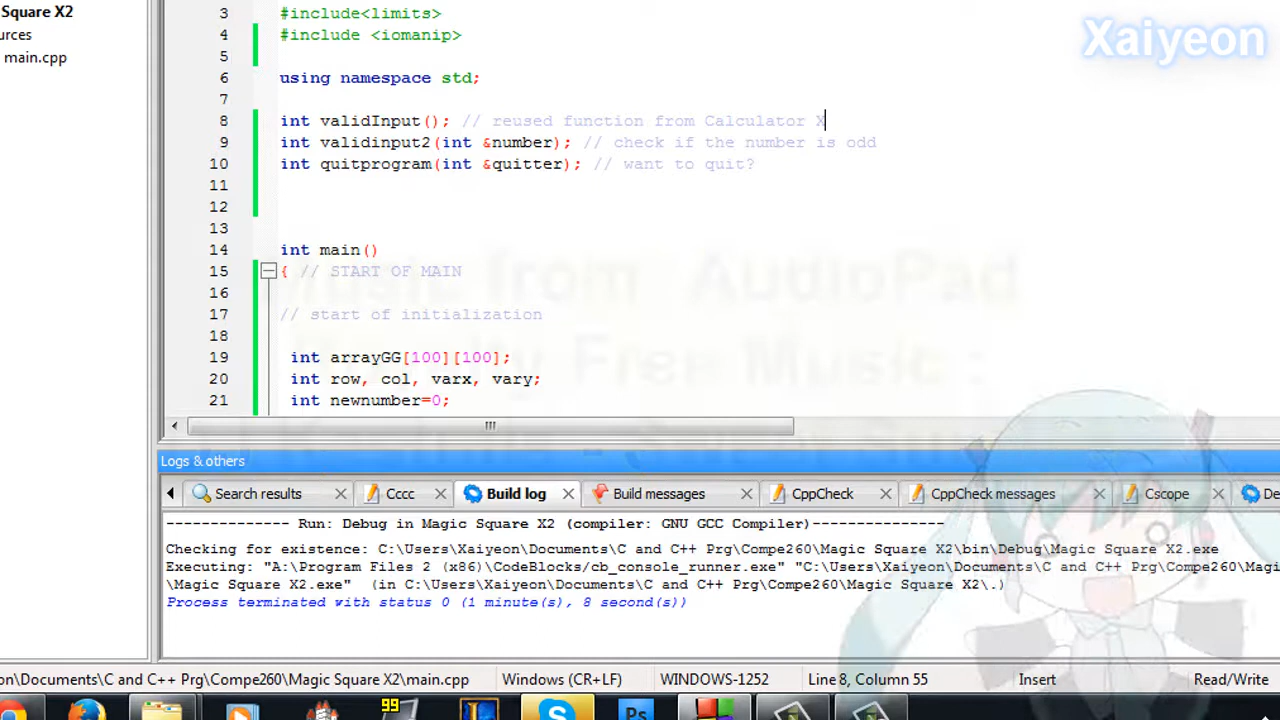 Square X2
urces
main.cpp
Xaiyeon
3 #include<limits>
4 #include <iomanip>
5
6 using namespace std;
7
8 int validInput(); // reused function from Calculator X
9 int validinput2(int &number); // check if the number is odd
10 int quitprogram(int &quitter); // want to quit?
11
12
13
14 int main()
15 { // START OF MAIN
16
17 // start of initialization
18
19 int arrayGG[100][100];
20 int row, col, varx, vary;
21 int newnumber=0;
Music from AudioPad
Free Music :
Logs & others
Search results Cccc Build log Build messages CppCheck CppCheck messages Cscope De
-------------- Run: Debug in Magic Square X2 (compiler: GNU GCC Compiler)---------------
Checking for existence: C:\Users\Xaiyeon\Documents\C and C++ Prg\Compe260\Magic Square X2\bin\Debug\Magic Square X2.exe
Executing: "A:\Program Files 2 (x86)\CodeBlocks/cb_console_runner.exe" "C:\Users\Xaiyeon\Documents\C and C++ Prg\Compe260\Magi
\Magic Square X2.exe" (in C:\Users\Xaiyeon\Documents\C and C++ Prg\Compe260\Magic Square X2\.)
Process terminated with status 0 (1 minute(s), 8 second(s))
on\Documents\C and C++ Prg\Compe260\Magic Square X2\main.cpp Windows (CR+LF) WINDOWS-1252 Line 8, Column 55 Insert Read/Write
99
Ps